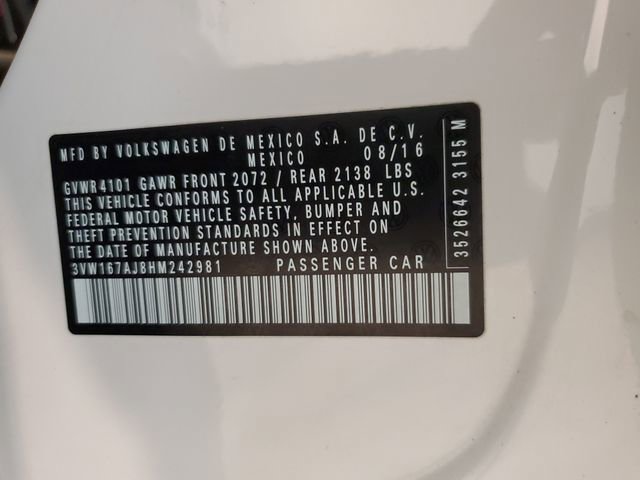 MFD BY VOLKSWAGEN DE MEXICO S.A. DE C.V.
MEXICO 08/16
GVWR4101 GAWR FRONT 2072 / REAR 2138 LBS
THIS VEHICLE CONFORMS TO ALL APPLICABLE U.S.
FEDERAL MOTOR VEHICLE SAFETY, BUMPER AND
THEFT PREVENTION STANDARDS IN EFFECT ON
THE DATE OF MANUFACTURE SHOWN ABOVE.
3VW167AJ8HM242981 PASSENGER CAR
3526642 3155 M